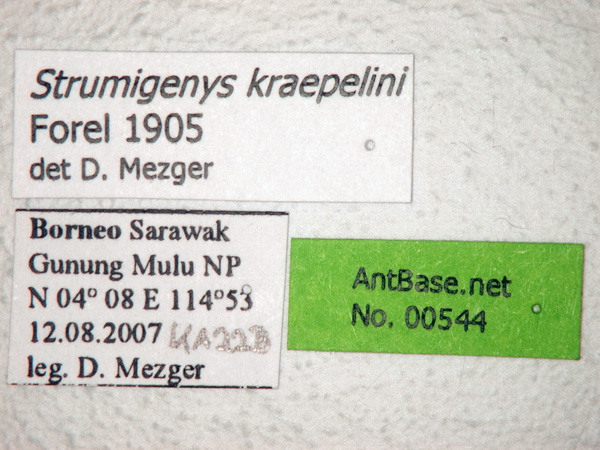 Strumigenys kraepelini
Forel 1905
det D. Mezger
Borneo Sarawak
Gunung Mulu NP
N 04° 08 E 114°53
12.08.2007 KA22B
leg. D. Mezger
AntBase.net
No. 00544